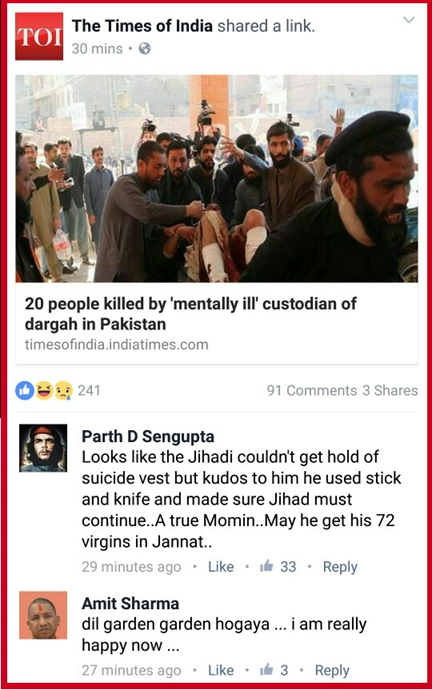 TOI
The Times of India shared a link.
30 mins •
20 people killed by 'mentally ill' custodian of
dargah in Pakistan
timesofindia.indiatimes.com
241 91 Comments 3 Shares
Parth D Sengupta
Looks like the Jihadi couldn't get hold of
suicide vest but kudos to him he used stick
and knife and made sure Jihad must
continue..A true Momin..May he get his 72
virgins in Jannat..
29 minutes ago • Like • 33 • Reply
Amit Sharma
dil garden garden hogaya ... i am really
happy now ...
27 minutes ago • Like • 3 • Reply